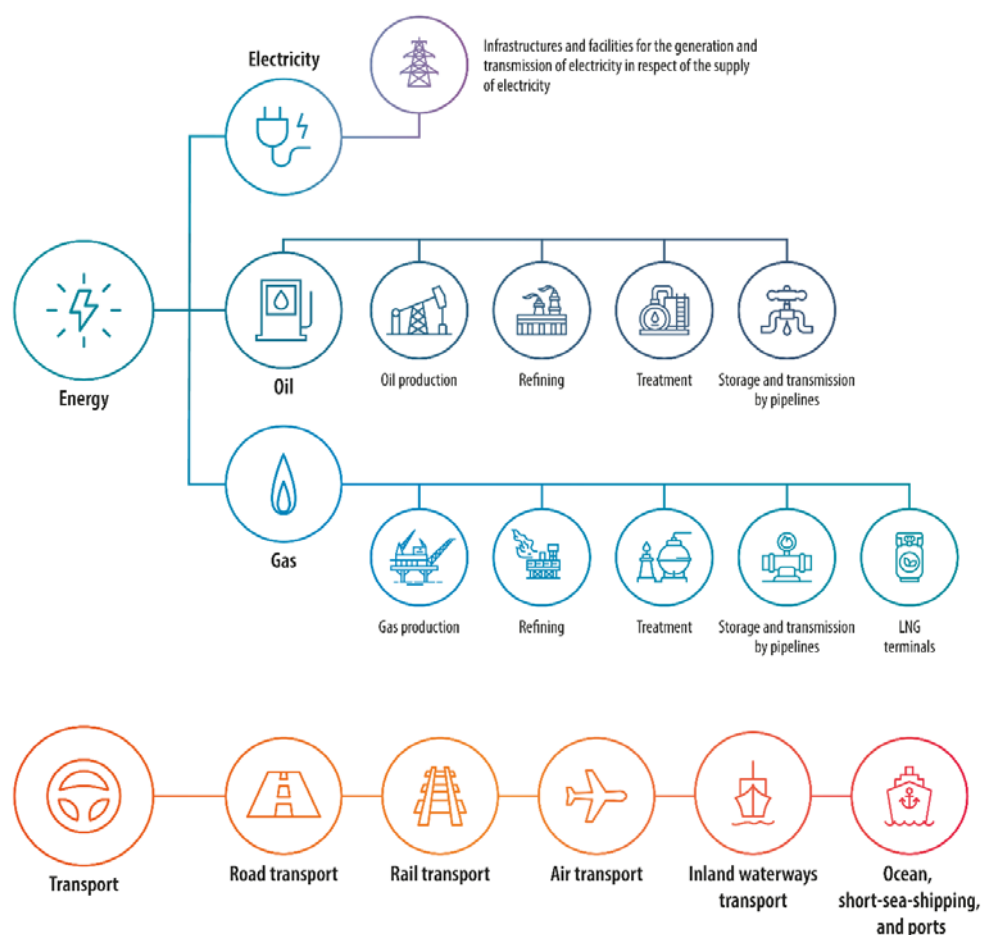 Electricity
Infrastructures and facilities for the generation and
transmission of electricity in respect of the supply
of electricity
Energy
Oil
Oil production
Refining
Treatment
Storage and transmission
by pipelines
Gas
Gas production
Refining
Treatment
Storage and transmission
by pipelines
LNG
terminals
Transport
Road transport
Rail transport
Air transport
Inland waterways
transport
Ocean,
short-sea-shipping,
and ports